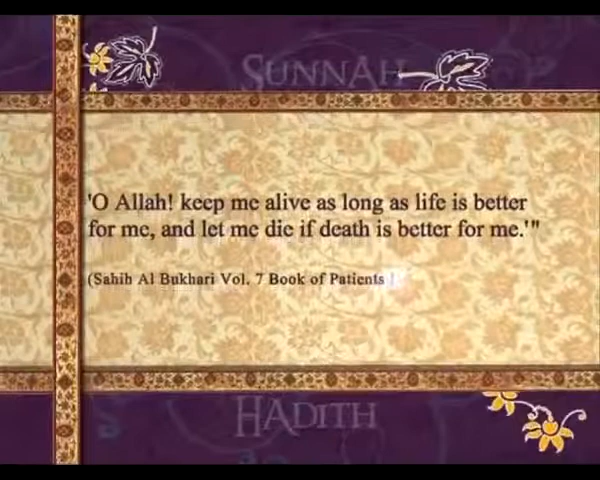 SUNNAH
'O Allah! keep me alive as long as life is better
for me, and let me die if death is better for me.'"
(Sahih Al Bukhari Vol. 7 Book of Patients
HADITH